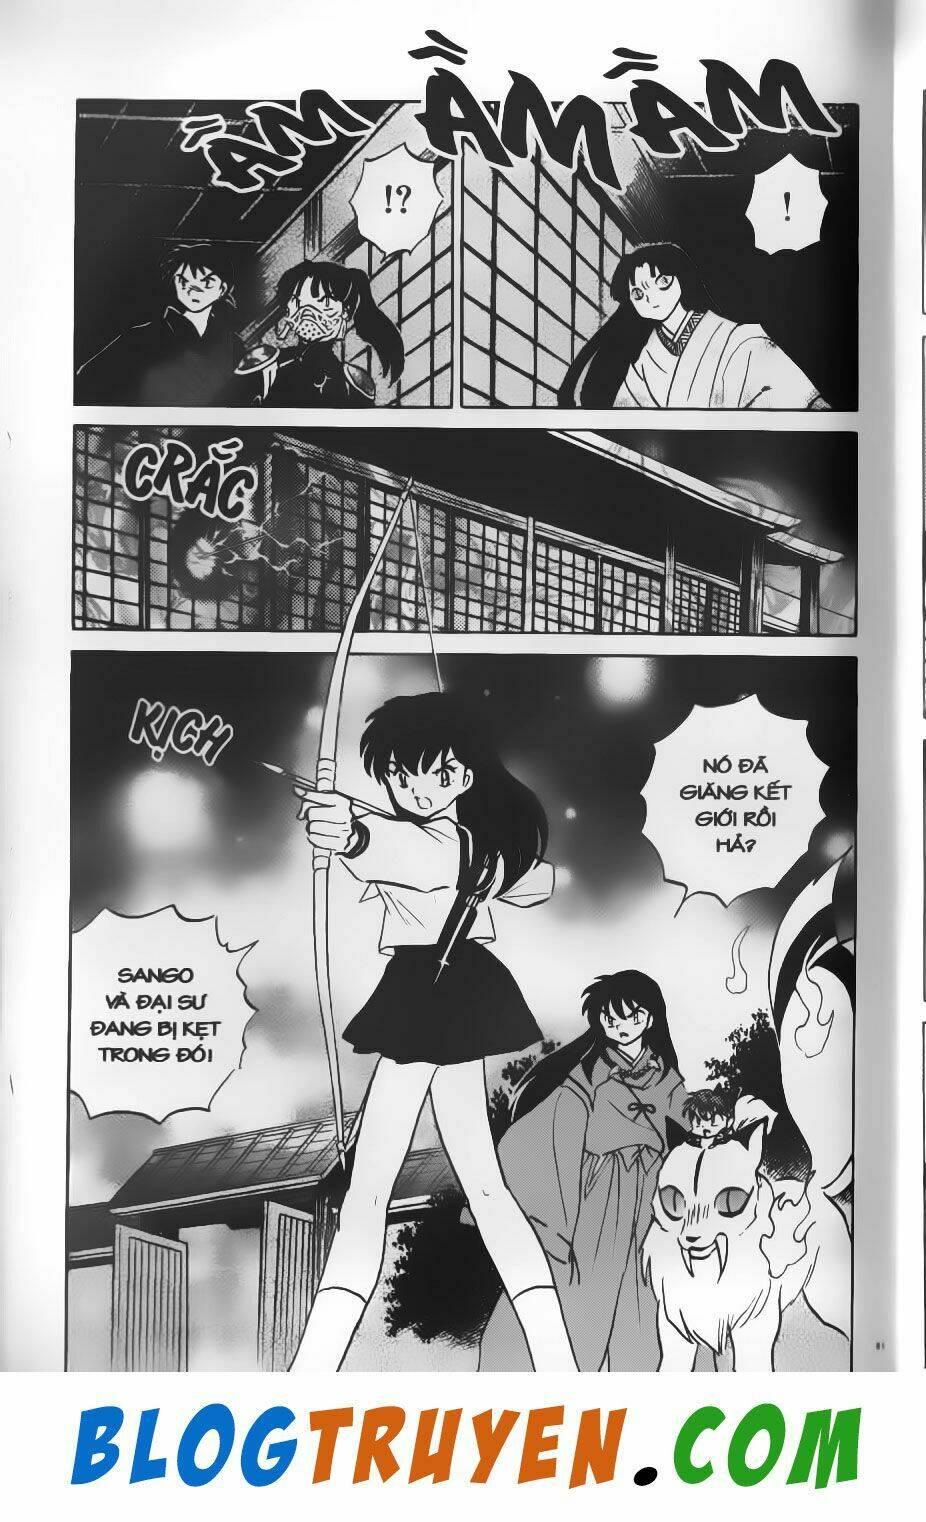 ẦM ẦM ẦM
!?
!
CRẮC
KỊCH
NÓ ĐÃ
GIĂNG KẾT
GIỚI RỒI
HẢ?
SANGO
VÀ ĐẠI SƯ
ĐANG BỊ KẸT
TRONG ĐÓ!
BLOGTRUYEN.COM